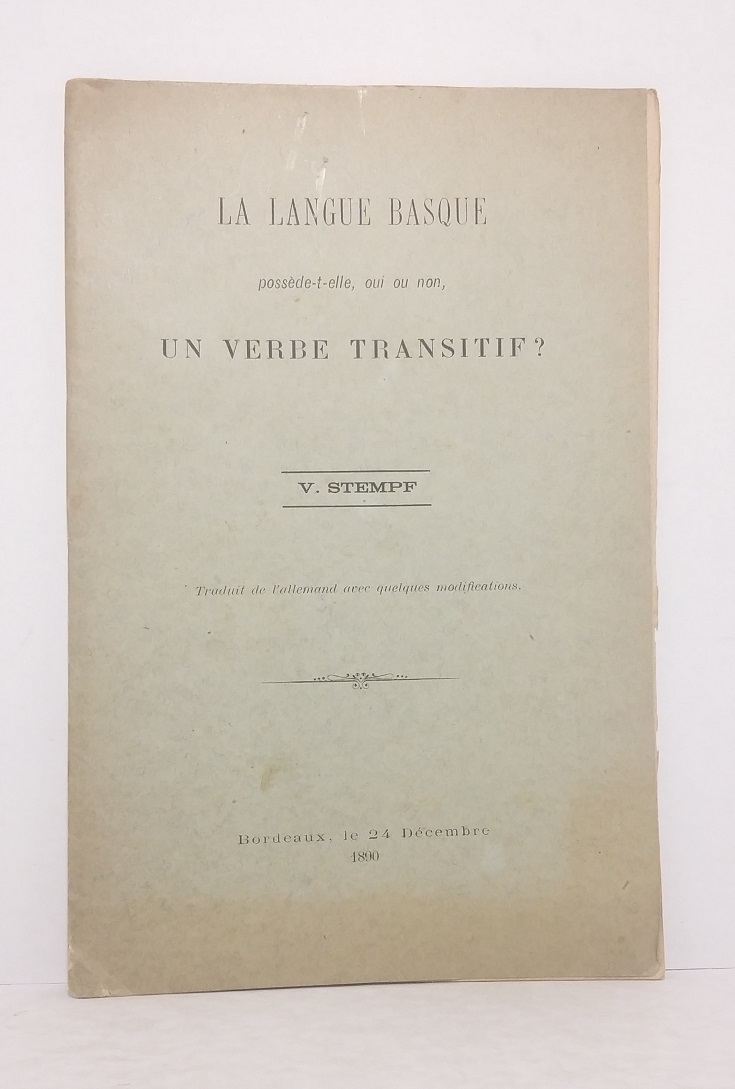 LA LANGUE BASQUE
possède-t-elle, oui ou non,
UN VERBE TRANSITIF?
V. STEMPF
Traduit de l'allemand avec quelques modifications.
Bordeaux, le 24 Décembre
1890